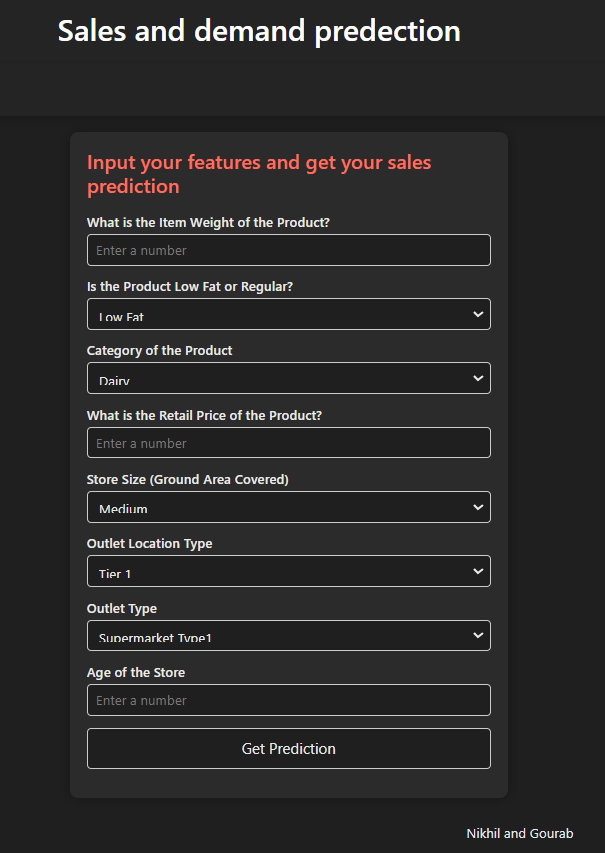 Sales and demand predection
Input your features and get your sales
prediction
What is the Item Weight of the Product?
Enter a number
Is the Product Low Fat or Regular?
Low Fat
Category of the Product
Dairy
What is the Retail Price of the Product?
Enter a number
Store Size (Ground Area Covered)
Medium
Outlet Location Type
Tier 1
Outlet Type
Supermarket Type1
Age of the Store
Enter a number
Get Prediction
Nikhil and Gourab